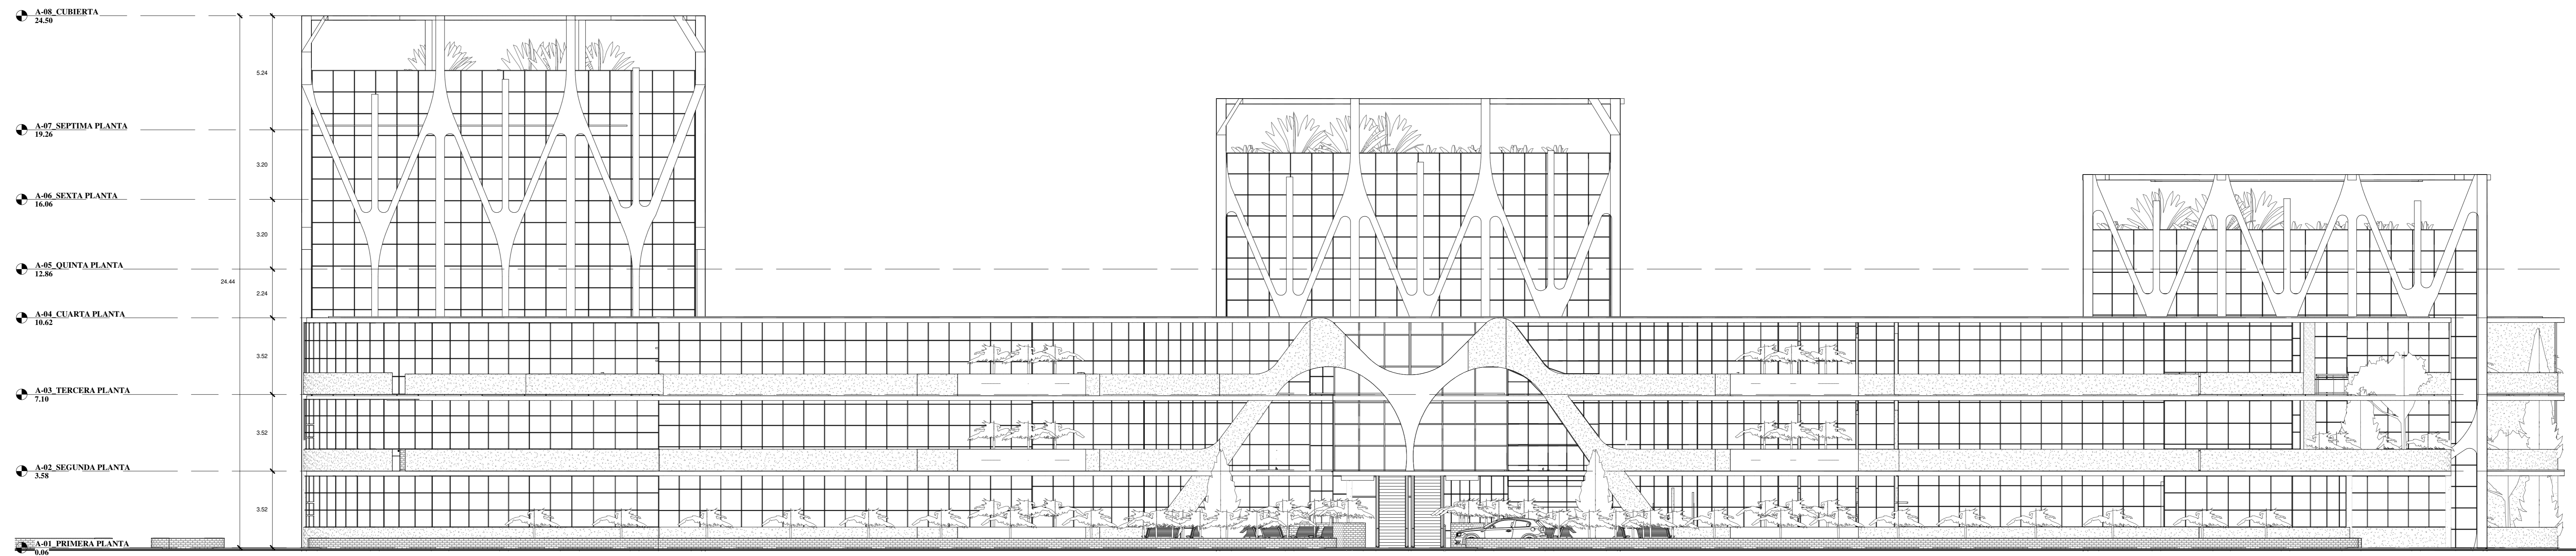 A-08_CUBIERTA
24.50
5.24
A-07_SEPTIMA PLANTA
19.26
3.20
A-06_SEXTA PLANTA
16.06
3.20
A-05_QUINTA PLANTA
12.86
24.44
2.24
A-04_CUARTA PLANTA
10.62
3.52
A-03_TERCERA PLANTA
7.10
3.52
A-02_SEGUNDA PLANTA
3.58
3.52
A-01_PRIMERA PLANTA
0.06